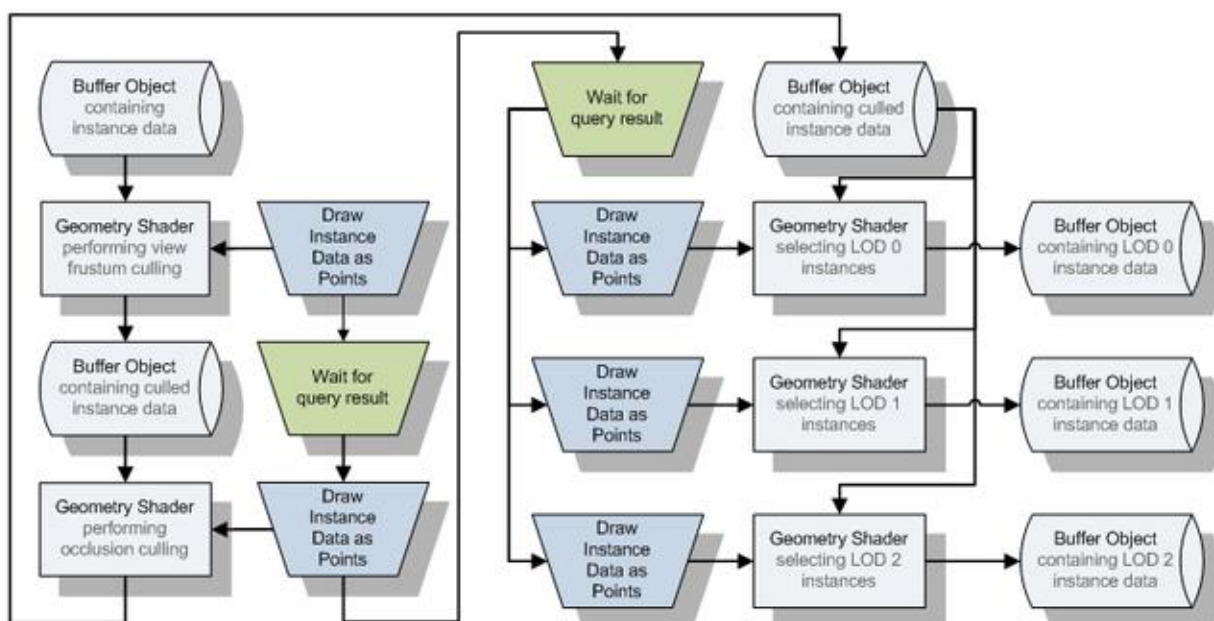 Buffer Object
containing
instance data
Geometry Shader
performing view
frustum culling
Draw
Instance
Data as
Points
Buffer Object
containing culled
instance data
Wait for
query result
Geometry Shader
performing
occlusion culling
Draw
Instance
Data as
Points
Wait for
query result
Buffer Object
containing culled
instance data
Draw
Instance
Data as
Points
Geometry Shader
selecting LOD 0
instances
Buffer Object
containing LOD 0
instance data
Draw
Instance
Data as
Points
Geometry Shader
selecting LOD 1
instances
Buffer Object
containing LOD 1
instance data
Draw
Instance
Data as
Points
Geometry Shader
selecting LOD 2
instances
Buffer Object
containing LOD 2
instance data